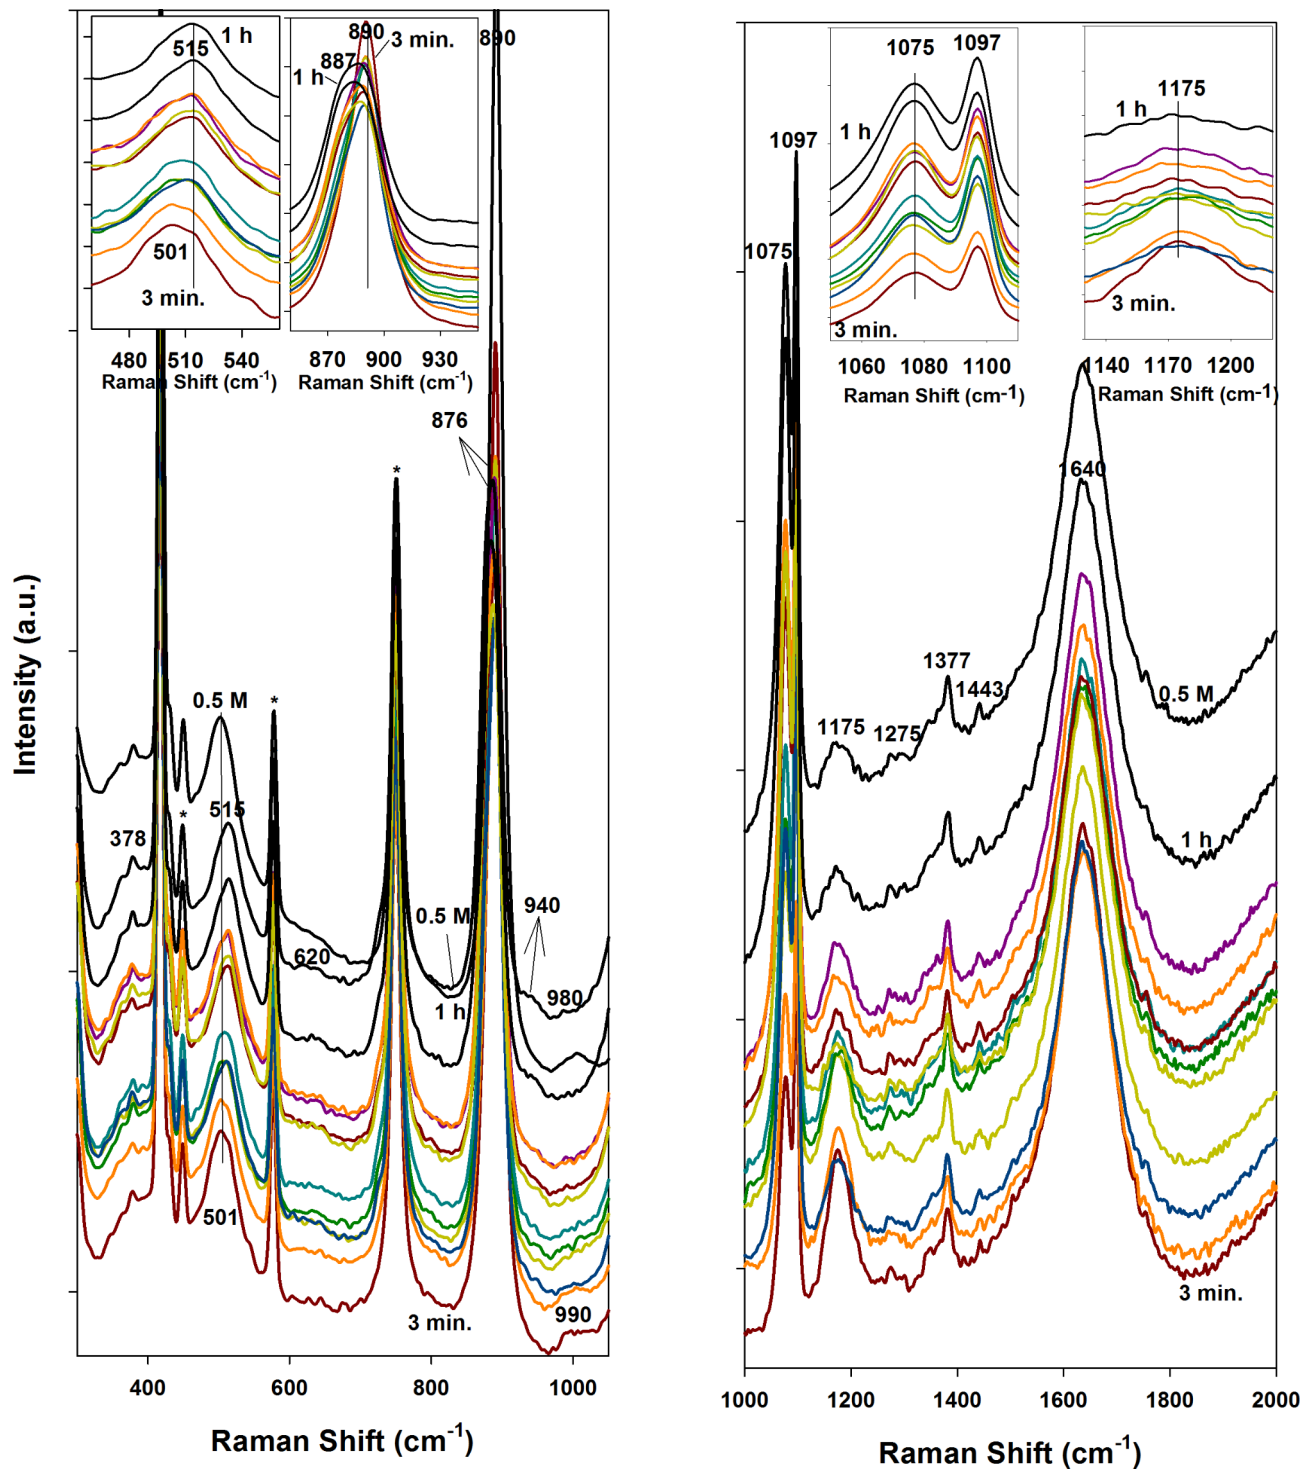 1 h
515
501
3 min.
480 510 540
Raman Shift (cm-1)
890
887
3 min.
1 h
870 900 930
Raman Shift (cm-1)
890
876
*
0.5 M
*
515
378
*
0.5 M
940
620
980
1 h
501
3 min.
990
400 600 800 1000
Raman Shift (cm-1)
Intensity (a.u.)
1075 1097
1 h
3 min.
1060 1080 1100
Raman Shift (cm-1)
1175
1 h
3 min.
1140 1170 1200
Raman Shift (cm-1)
1097
1075
1640
1377
1443
0.5 M
1175
1275
1 h
3 min.
1000 1200 1400 1600 1800 2000
Raman Shift (cm-1)